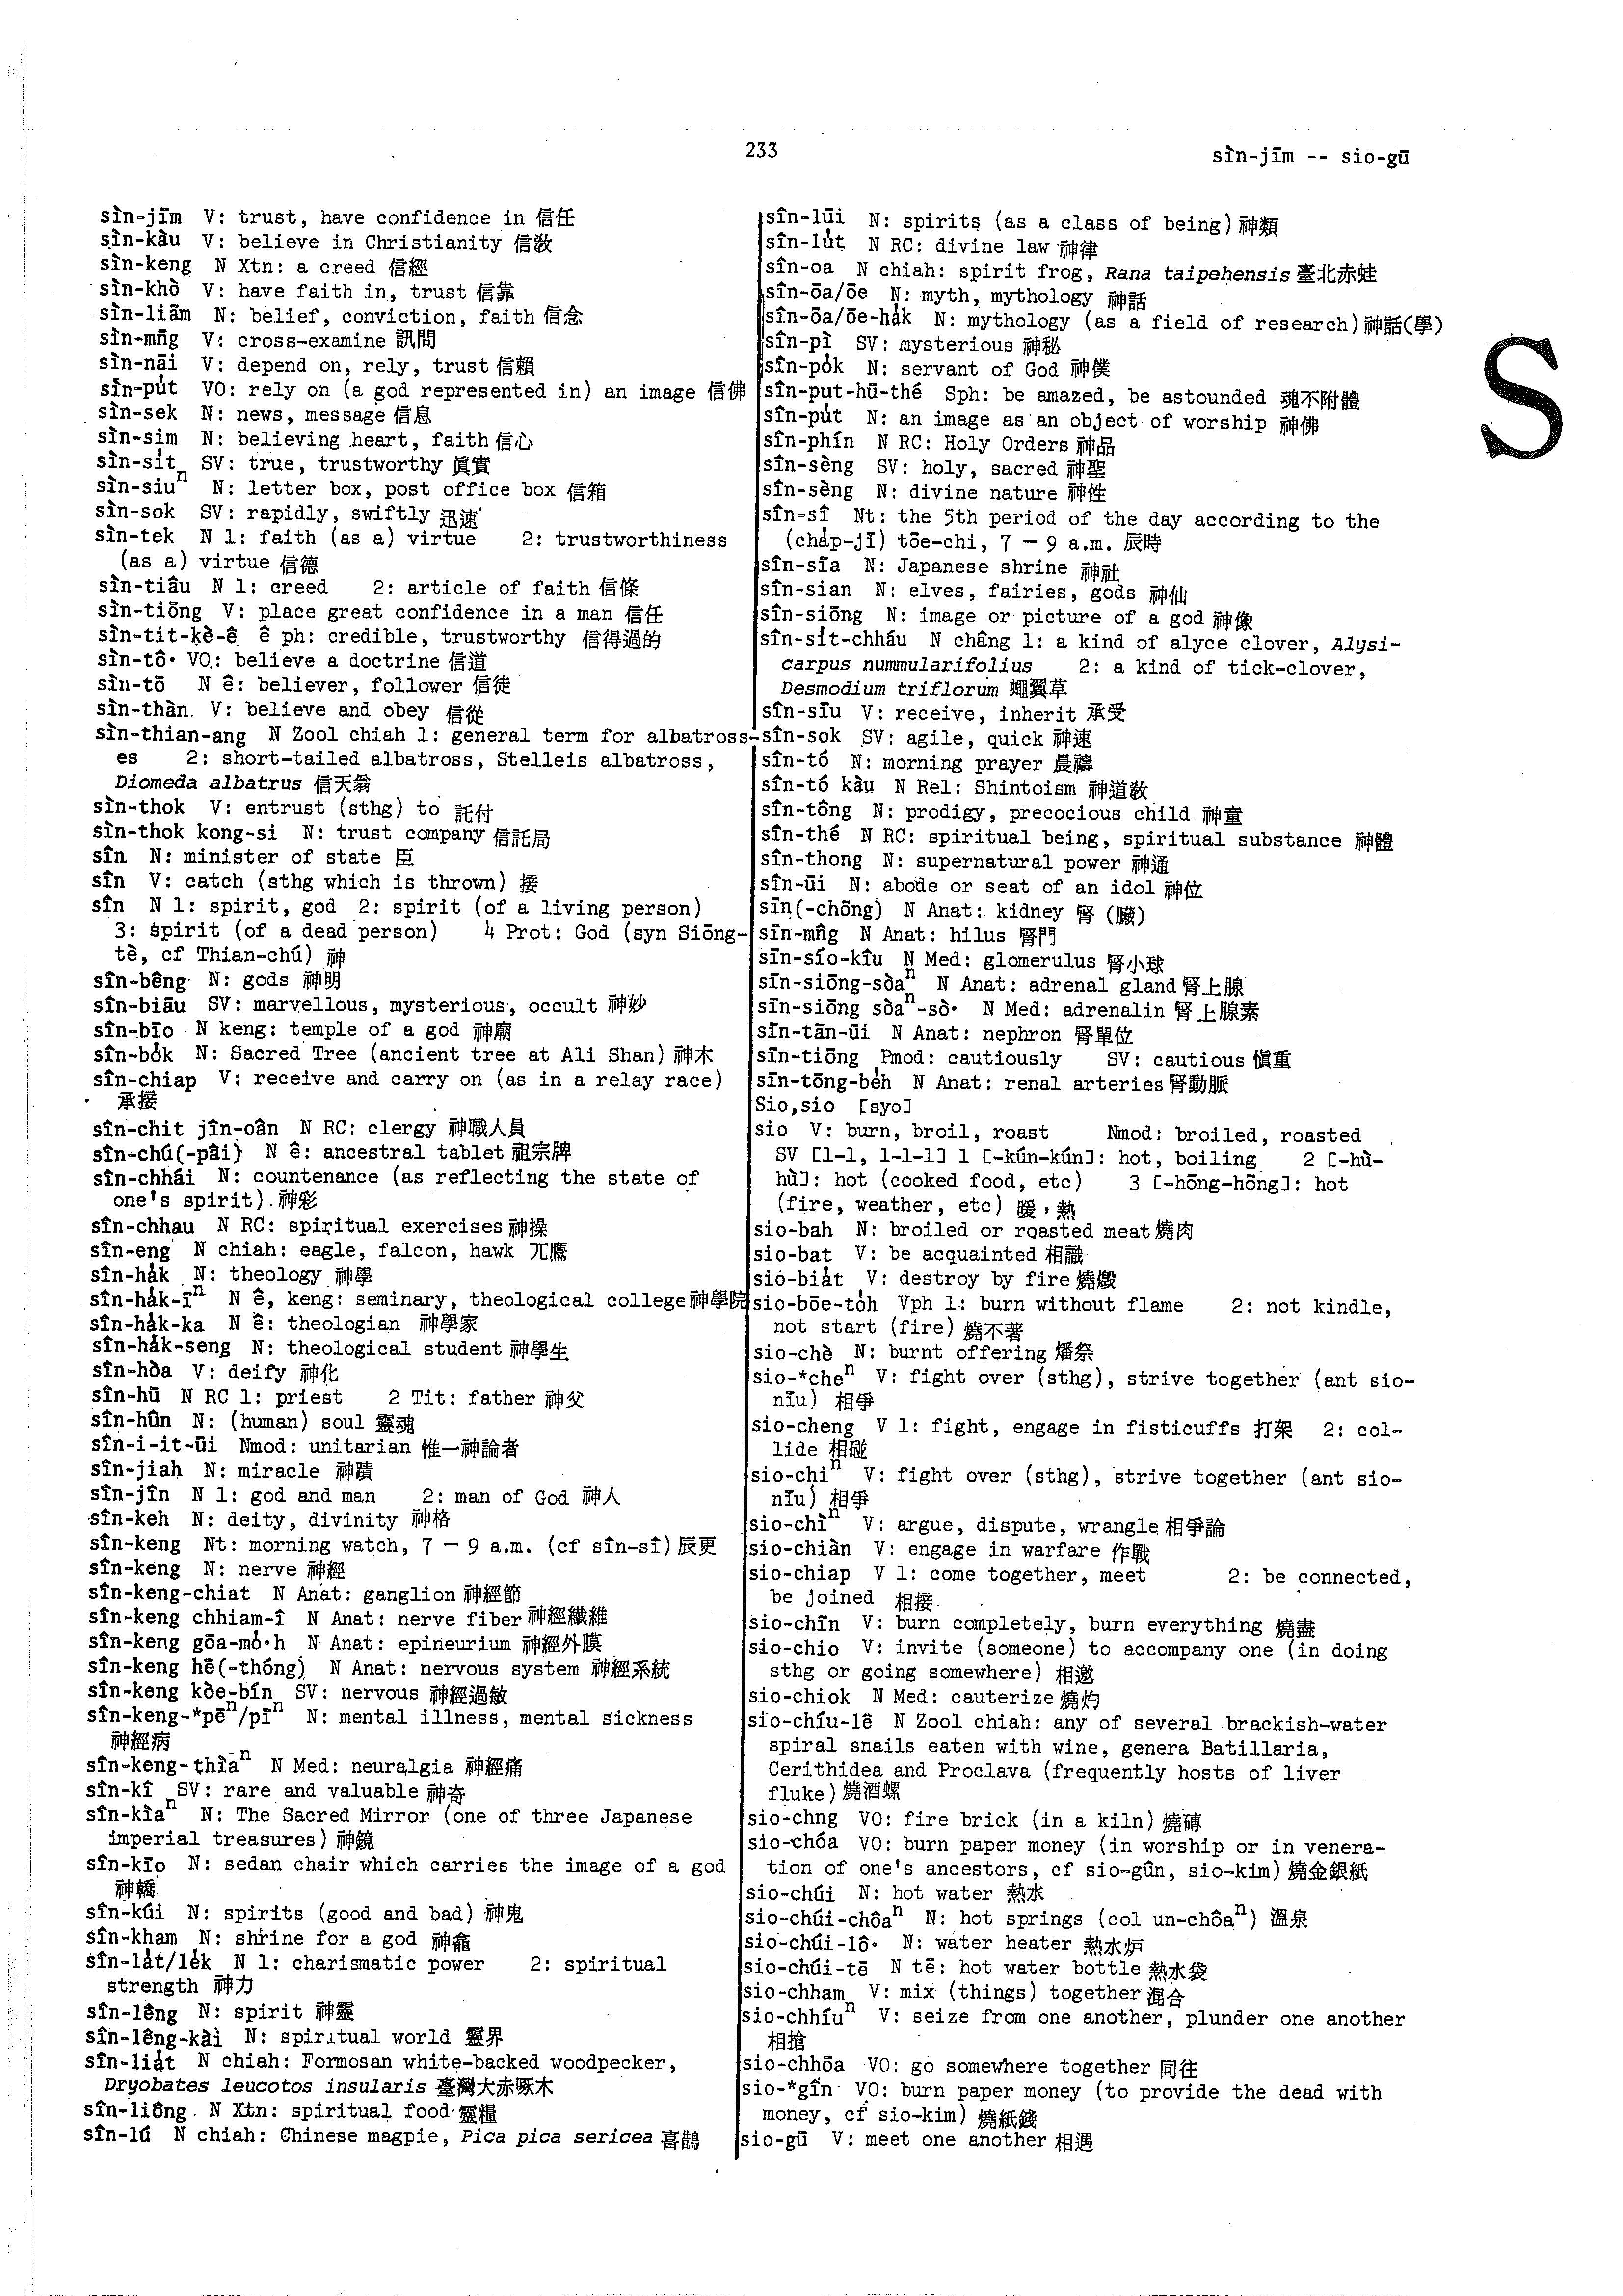 233
sìn-jīm -- sio-gū
sìn-jīm V: trust, have confidence in 信任
sìn-kàu V: believe in Christianity 信敎
sìn-keng N Xtn: a creed 信經
sìn-khò V: have faith in, trust 信靠
sìn-liām N: belief, conviction, faith 信念
sìn-mn̄g V: cross-examine 訊問
sìn-nāi V: depend on, rely, trust 信賴
sìn-pu̍t VO: rely on (a god represented in) an image 信佛
sìn-sek N: news, message 信息
sìn-sim N: believing heart, faith 信心
sìn-si̍t SV: true, trustworthy 眞實
sìn-siuⁿ N: letter box, post office box 信箱
sìn-sok SV: rapidly, swiftly 迅速
sìn-tek N 1: faith (as a) virtue 2: trustworthiness
(as a) virtue 信德
sìn-tiâu N 1: creed 2: article of faith 信條
sìn-tiōng V: place great confidence in a man 信任
sìn-tit-kè-ê ê ph: credible, trustworthy 信得過的
sìn-tō· VO: believe a doctrine 信道
sìn-tō N ê: believer, follower 信徒
sìn-thàn V: believe and obey 信從
sìn-thian-ang N Zool chiah 1: general term for albatross-
es 2: short-tailed albatross, Stelleis albatross,
Diomeda albatrus 信天翁
sìn-thok V: entrust (sthg) to 託付
sìn-thok kong-si N: trust company 信託局
sîn N: minister of state 臣
sîn V: catch (sthg which is thrown) 接
sîn N 1: spirit, god 2: spirit (of a living person)
3: spirit (of a dead person) 4 Prot: God (syn Siōng-
tè, cf Thian-chú) 神
sîn-bêng N: gods 神明
sîn-biāu SV: marvellous, mysterious, occult 神妙
sîn-bīo N keng: temple of a god 神廟
sîn-bo̍k N: Sacred Tree (ancient tree at Ali Shan) 神木
sîn-chiap V: receive and carry on (as in a relay race)
承接
sîn-chit jîn-oân N RC: clergy 神職人員
sîn-chú(-pâi) N ê: ancestral tablet 祖宗牌
sîn-chhái N: countenance (as reflecting the state of
one's spirit) 神彩
sîn-chhau N RC: spiritual exercises 神操
sîn-eng N chiah: eagle, falcon, hawk 兀鷹
sîn-ha̍k N: theology 神學
sîn-ha̍k-īⁿ N ê, keng: seminary, theological college 神學院
sîn-ha̍k-ka N ê: theologian 神學家
sîn-ha̍k-seng N: theological student 神學生
sîn-hòa V: deify 神化
sîn-hū N RC 1: priest 2 Tit: father 神父
sîn-hûn N: (human) soul 靈魂
sîn-i-it-ūi Nmod: unitarian 惟一神論者
sîn-jiah N: miracle 神蹟
sîn-jîn N 1: god and man 2: man of God 神人
sîn-keh N: deity, divinity 神格
sîn-keng Nt: morning watch, 7 – 9 a.m. (cf sîn-sî) 辰更
sîn-keng N: nerve 神經
sîn-keng-chiat N Anat: ganglion 神經節
sîn-keng chhiam-î N Anat: nerve fiber 神經纖維
sîn-keng gōa-mo̍·h N Anat: epineurium 神經外膜
sîn-keng hē(-thóng) N Anat: nervous system 神經系統
sîn-keng kòe-bín SV: nervous 神經過敏
sîn-keng-*pēⁿ/pīⁿ N: mental illness, mental sickness
神經病
sîn-keng-thìaⁿ N Med: neuralgia 神經痛
sîn-kî SV: rare and valuable 神奇
sîn-kìaⁿ N: The Sacred Mirror (one of three Japanese
imperial treasures) 神鏡
sîn-kīo N: sedan chair which carries the image of a god
神轎
sîn-kúi N: spirits (good and bad) 神鬼
sîn-kham N: shrine for a god 神龕
sîn-la̍t/le̍k N 1: charismatic power 2: spiritual
strength 神力
sîn-lêng N: spirit 神靈
sîn-lêng-kài N: spiritual world 靈界
sîn-lia̍t N chiah: Formosan white-backed woodpecker,
Dryobates leucotos insularis 臺灣大赤啄木
sîn-liông N Xtn: spiritual food 靈糧
sîn-lú N chiah: Chinese magpie, Pica pica sericea 喜鵲
sîn-lūi N: spirits (as a class of being) 神類
sîn-lu̍t N RC: divine law 神律
sîn-oa N chiah: spirit frog, Rana taipehensis 臺北赤蛙
sîn-ōa/ōe N: myth, mythology 神話
sîn-ōa/ōe-ha̍k N: mythology (as a field of research) 神話(學)
sîn-pì SV: mysterious 神秘
sîn-po̍k N: servant of God 神僕
sîn-put-hū-thé Sph: be amazed, be astounded 魂不附體
sîn-pu̍t N: an image as an object of worship 神佛
sîn-phín N RC: Holy Orders 神品
sîn-sèng SV: holy, sacred 神聖
sîn-sèng N: divine nature 神性
sîn-sî Nt: the 5th period of the day according to the
(cha̍p-jī) tōe-chi, 7 – 9 a.m. 辰時
sîn-sīa N: Japanese shrine 神社
sîn-sian N: elves, fairies, gods 神仙
sîn-siōng N: image or picture of a god 神像
sîn-si̍t-chháu N châng 1: a kind of alyce clover, Alysi-
carpus nummularifolius 2: a kind of tick-clover,
Desmodium triflorum 蠅翼草
sîn-sīu V: receive, inherit 承受
sîn-sok SV: agile, quick 神速
sîn-tó N: morning prayer 晨禱
sîn-tó kàu N Rel: Shintoism 神道敎
sîn-tông N: prodigy, precocious child 神童
sîn-thé N RC: spiritual being, spiritual substance 神體
sîn-thong N: supernatural power 神通
sîn-ūi N: abode or seat of an idol 神位
sīn(-chōng) N Anat: kidney 腎 (臟)
sīn-mn̂g N Anat: hilus 腎門
sīn-sío-kîu N Med: glomerulus 腎小球
sīn-siōng-sòaⁿ N Anat: adrenal gland 腎上腺
sīn-siōng sòaⁿ-sò· N Med: adrenalin 腎上腺素
sīn-tān-ūi N Anat: nephron 腎單位
sīn-tiōng Pmod: cautiously SV: cautious 愼重
sīn-tōng-be̍h N Anat: renal arteries 腎動脈
Sio,sio [syo]
sio V: burn, broil, roast Nmod: broiled, roasted
SV [1-1, 1-1-1] 1 [-kún-kún]: hot, boiling 2 [-hù-
hù]: hot (cooked food, etc) 3 [-hōng-hōng]: hot
(fire, weather, etc) 暖，熱
sio-bah N: broiled or roasted meat 燒肉
sio-bat V: be acquainted 相識
sio-bia̍t V: destroy by fire 燒燬
sio-bōe-to̍h Vph 1: burn without flame 2: not kindle,
not start (fire) 燒不著
sio-chè N: burnt offering 燔祭
sio-*cheⁿ V: fight over (sthg), strive together (ant sio-
nīu) 相爭
sio-cheng V 1: fight, engage in fisticuffs 打架 2: col-
lide 相碰
sio-chiⁿ V: fight over (sthg), strive together (ant sio-
nīu) 相爭
sio-chìⁿ V: argue, dispute, wrangle 相爭論
sio-chiàn V: engage in warfare 作戰
sio-chiap V 1: come together, meet 2: be connected,
be joined 相接
sio-chīn V: burn completely, burn everything 燒盡
sio-chio V: invite (someone) to accompany one (in doing
sthg or going somewhere) 相邀
sio-chiok N Med: cauterize 燒灼
sio-chíu-lê N Zool chiah: any of several brackish-water
spiral snails eaten with wine, genera Batillaria,
Cerithidea and Proclava (frequently hosts of liver
fluke) 燒酒螺
sio-chng VO: fire brick (in a kiln) 燒磚
sio-chóa VO: burn paper money (in worship or in venera-
tion of one's ancestors, cf sio-gûn, sio-kim) 燒金銀紙
sio-chúi N: hot water 熱水
sio-chúi-chôaⁿ N: hot springs (col un-chôaⁿ) 溫泉
sio-chúi-lô· N: water heater 熱水炉
sio-chúi-tē N tē: hot water bottle 熱水袋
sio-chham V: mix (things) together 混合
sio-chhíuⁿ V: seize from one another, plunder one another
相搶
sio-chhōa VO: go somewhere together 同往
sio-*gîn VO: burn paper money (to provide the dead with
money, cf sio-kim) 燒紙錢
sio-gū V: meet one another 相遇
S